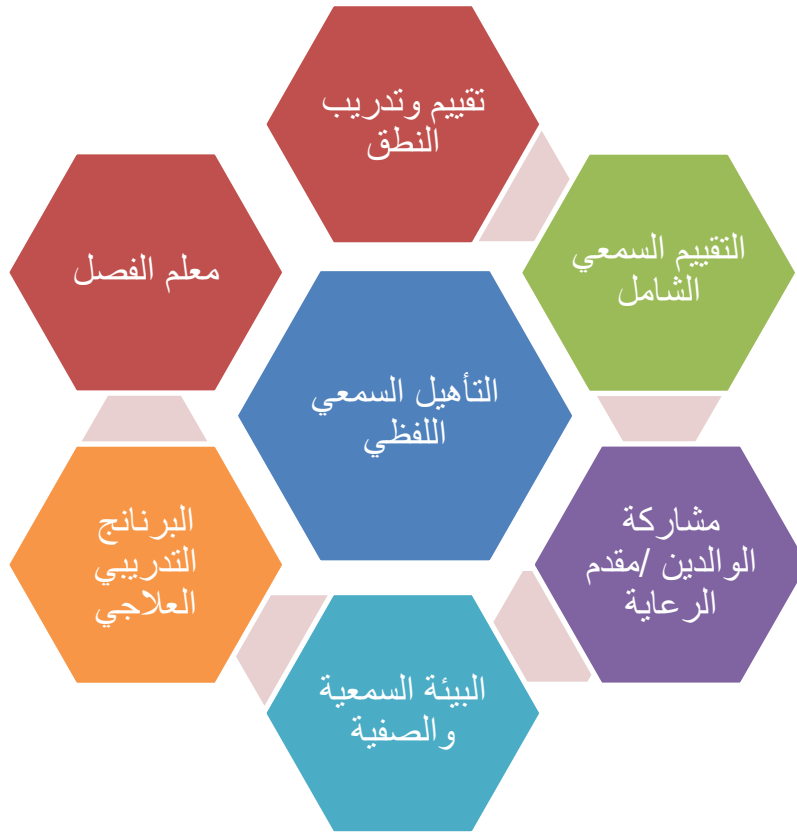 تقييم وتدريب
النطق
التقييم السمعي
الشامل
معلم الفصل
التأهيل السمعي
اللفظي
مشاركة
الوالدين /مقدم
الرعاية
البرنانج
التدريبي
العلاجي
البيئة السمعية
والصفية